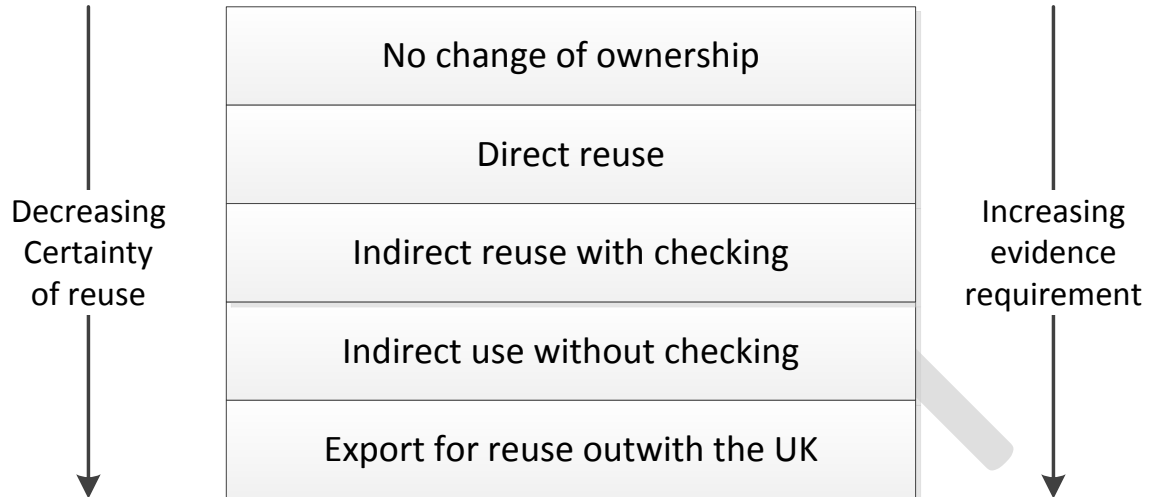 No change of ownership
Direct reuse
Decreasing
Certainty
of reuse
Indirect reuse with checking
Increasing
evidence
requirement
Indirect use without checking
Export for reuse outwith the UK